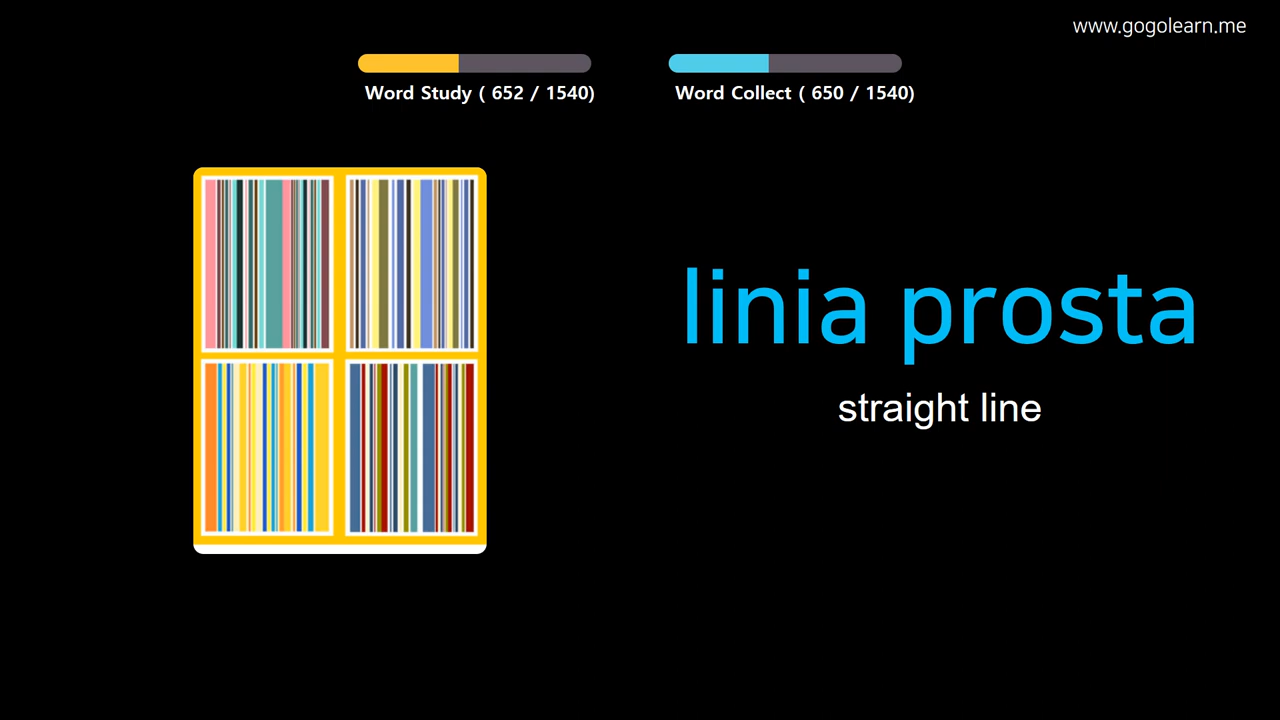 www.gogolearn.me
Word Study ( 652 / 1540)
Word Collect ( 650 / 1540)
linia prosta
straight line